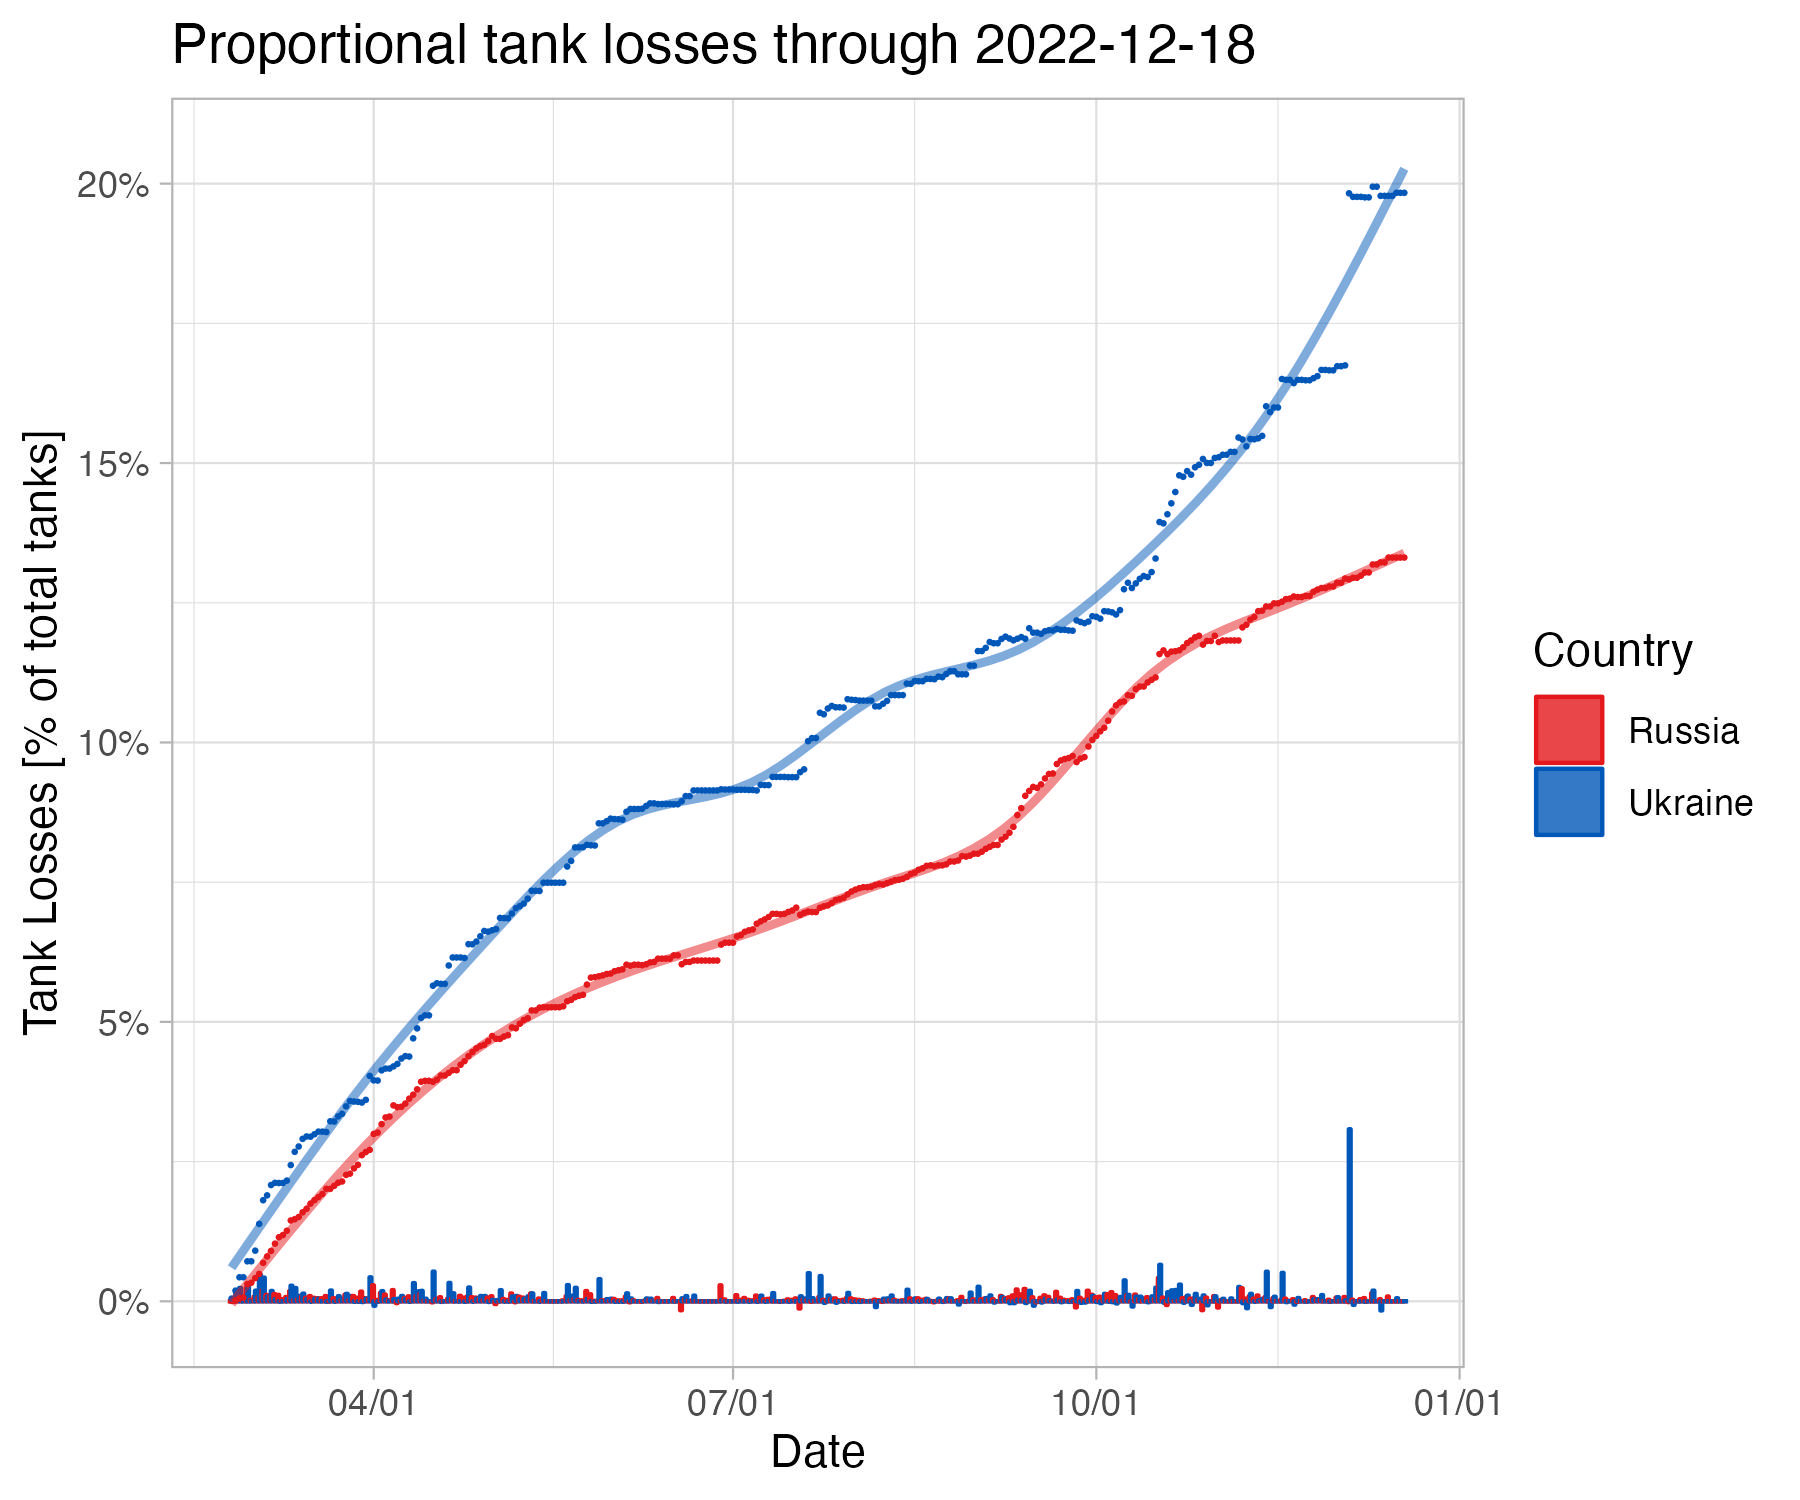 Proportional tank losses through 2022-12-18
Tank Losses [% of total tanks]
20%
15%
10%
5%
0%
04/01
07/01
10/01
01/01
Date
Country
Russia
Ukraine